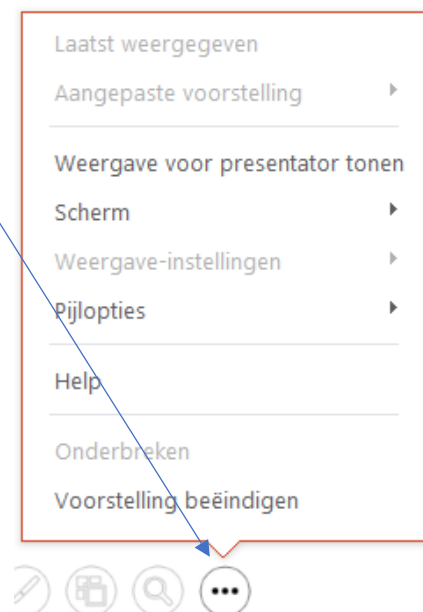 Laatst weergegeven
Aangepaste voorstelling
Weergave voor presentator tonen
Scherm
Weergave-instellingen
Pijlopties
Help
Onderbreken
Voorstelling beëindigen